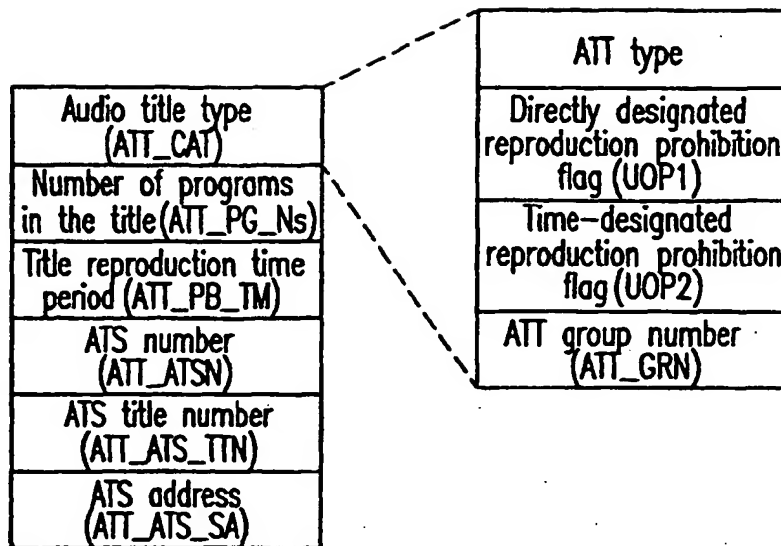 Audio title type
(ATT_CAT)
Number of programs
in the title (ATT_PG_Ns)
Title reproduction time
period (ATT_PB_TM)
ATS number
(ATT_ATSN)
ATS title number
(ATT_ATS_TTN)
ATS address
(ATT_ATS_SA)
ATT type
Directly designated
reproduction prohibition
flag (UOP1)
Time-designated
reproduction prohibition
flag (UOP2)
ATT group number
(ATT_GRN)